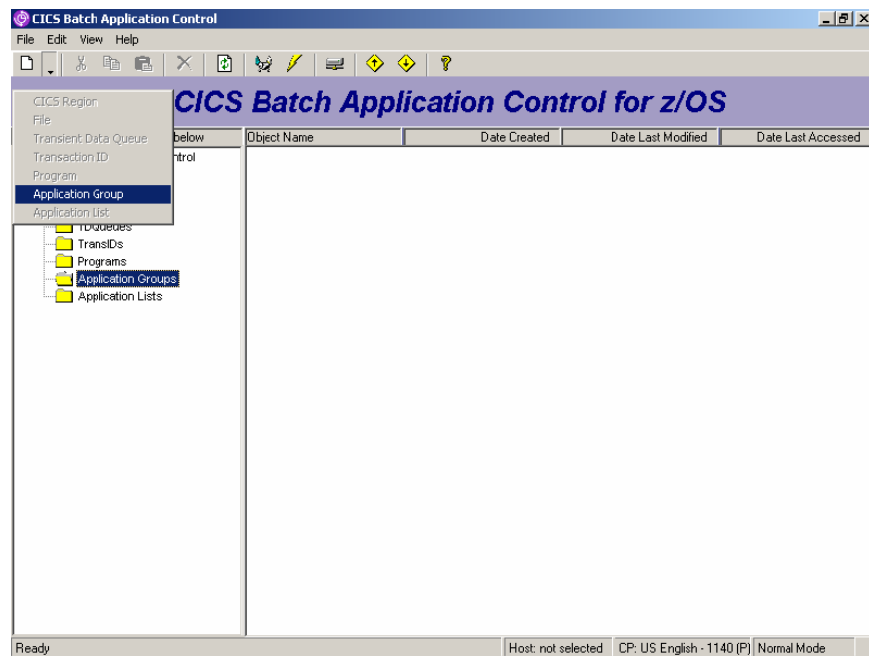 CICS Batch Application Control
File Edit View Help
CICS Batch Application Control for z/OS
CICS Region
File
Transient Data Queue
Transaction ID
Program
Application Group
Application List
below
ntrol
Object Name Date Created Date Last Modified Date Last Accessed
TDQueues
TransIDs
Programs
Application Groups
Application Lists
Ready Host: not selected CP: US English - 1140 (P) Normal Mode